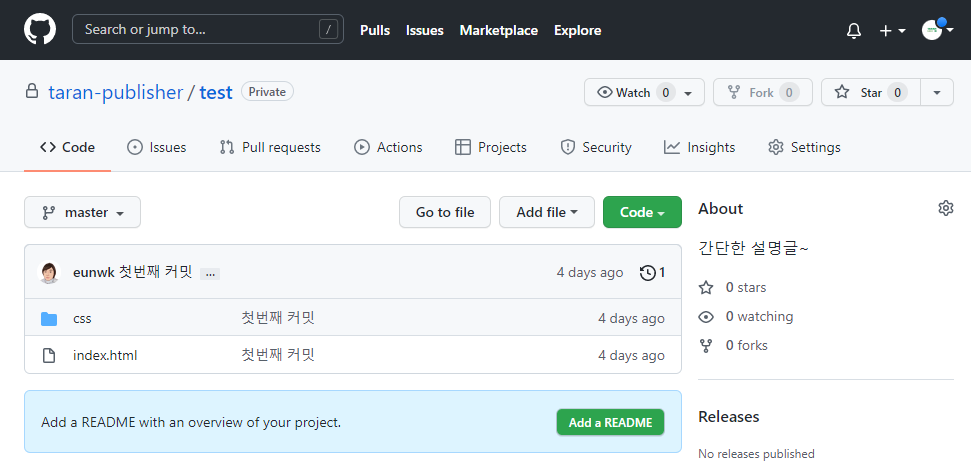 Search or jump to... / Pulls Issues Marketplace Explore
taran-publisher / test Private Watch 0 Fork 0 Star 0
Code Issues Pull requests Actions Projects Security Insights Settings
master Go to file Add file Code
eunwk 첫번째 커밋 ... 4 days ago 1
css 첫번째 커밋 4 days ago
index.html 첫번째 커밋 4 days ago
Add a README with an overview of your project. Add a README
About
간단한 설명글~
0 stars
0 watching
0 forks
Releases
No releases published